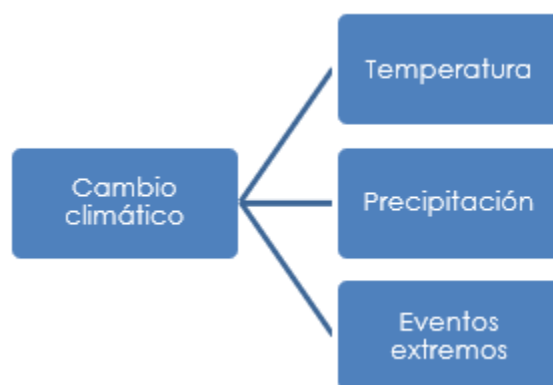 Cambio
climático
Temperatura
Precipitación
Eventos
extremos